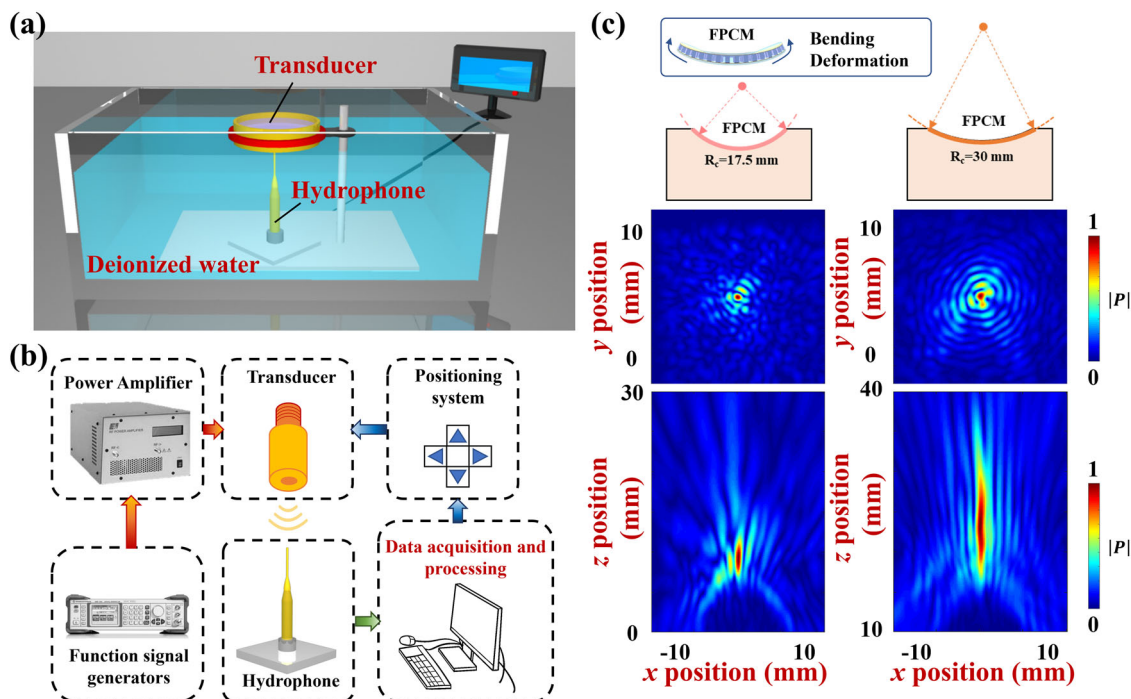 (a)
Transducer
Hydrophone
Deionized water
(b)
Power Amplifier
Transducer
Positioning
system
Function signal
generators
Hydrophone
Data acquisition and
processing
(c)
FPCM
Bending
Deformation
FPCM
Rc=17.5 mm
FPCM
Rc=30 mm
10
0
y position
(mm)
10
0
y position
(mm)
1
0
|P|
30
0
z position
(mm)
-10
10
40
10
z position
(mm)
-10
10
1
0
|P|
x position (mm)
x position (mm)